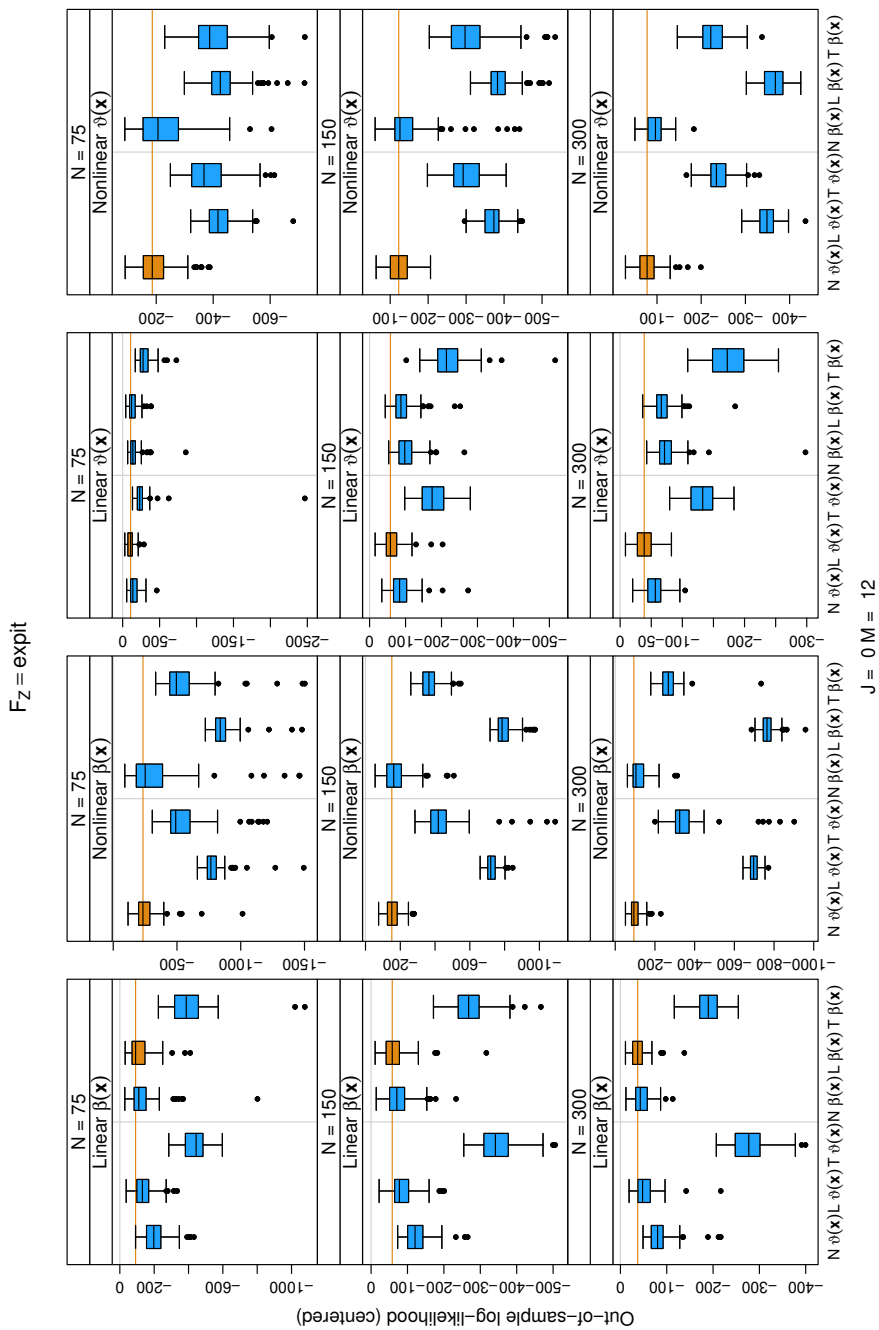 F_Z = expit
N = 75
Linear β(x)
N = 75
Nonlinear β(x)
N = 75
Linear ϑ(x)
N = 75
Nonlinear ϑ(x)
0
−200
−600
−1000
−500
−1000
−1500
0
−500
−1500
−2500
−200
−400
−600
N = 150
Linear β(x)
N = 150
Nonlinear β(x)
N = 150
Linear ϑ(x)
N = 150
Nonlinear ϑ(x)
0
−100
−200
−300
−400
−500
−200
−600
−1000
0
−100
−200
−300
−400
−500
−100
−200
−300
−400
−500
N = 300
Linear β(x)
N = 300
Nonlinear β(x)
N = 300
Linear ϑ(x)
N = 300
Nonlinear ϑ(x)
0
−100
−200
−300
−400
−200
−400
−600
−800
−1000
0
−50
−100
−200
−300
−100
−200
−300
−400
N ϑ(x) L ϑ(x) T ϑ(x) N β(x) L β(x) T β(x)
N ϑ(x) L ϑ(x) T ϑ(x) N β(x) L β(x) T β(x)
N ϑ(x) L ϑ(x) T ϑ(x) N β(x) L β(x) T β(x)
N ϑ(x) L ϑ(x) T ϑ(x) N β(x) L β(x) T β(x)
Out−of−sample log−likelihood (centered)
J = 0 M = 12